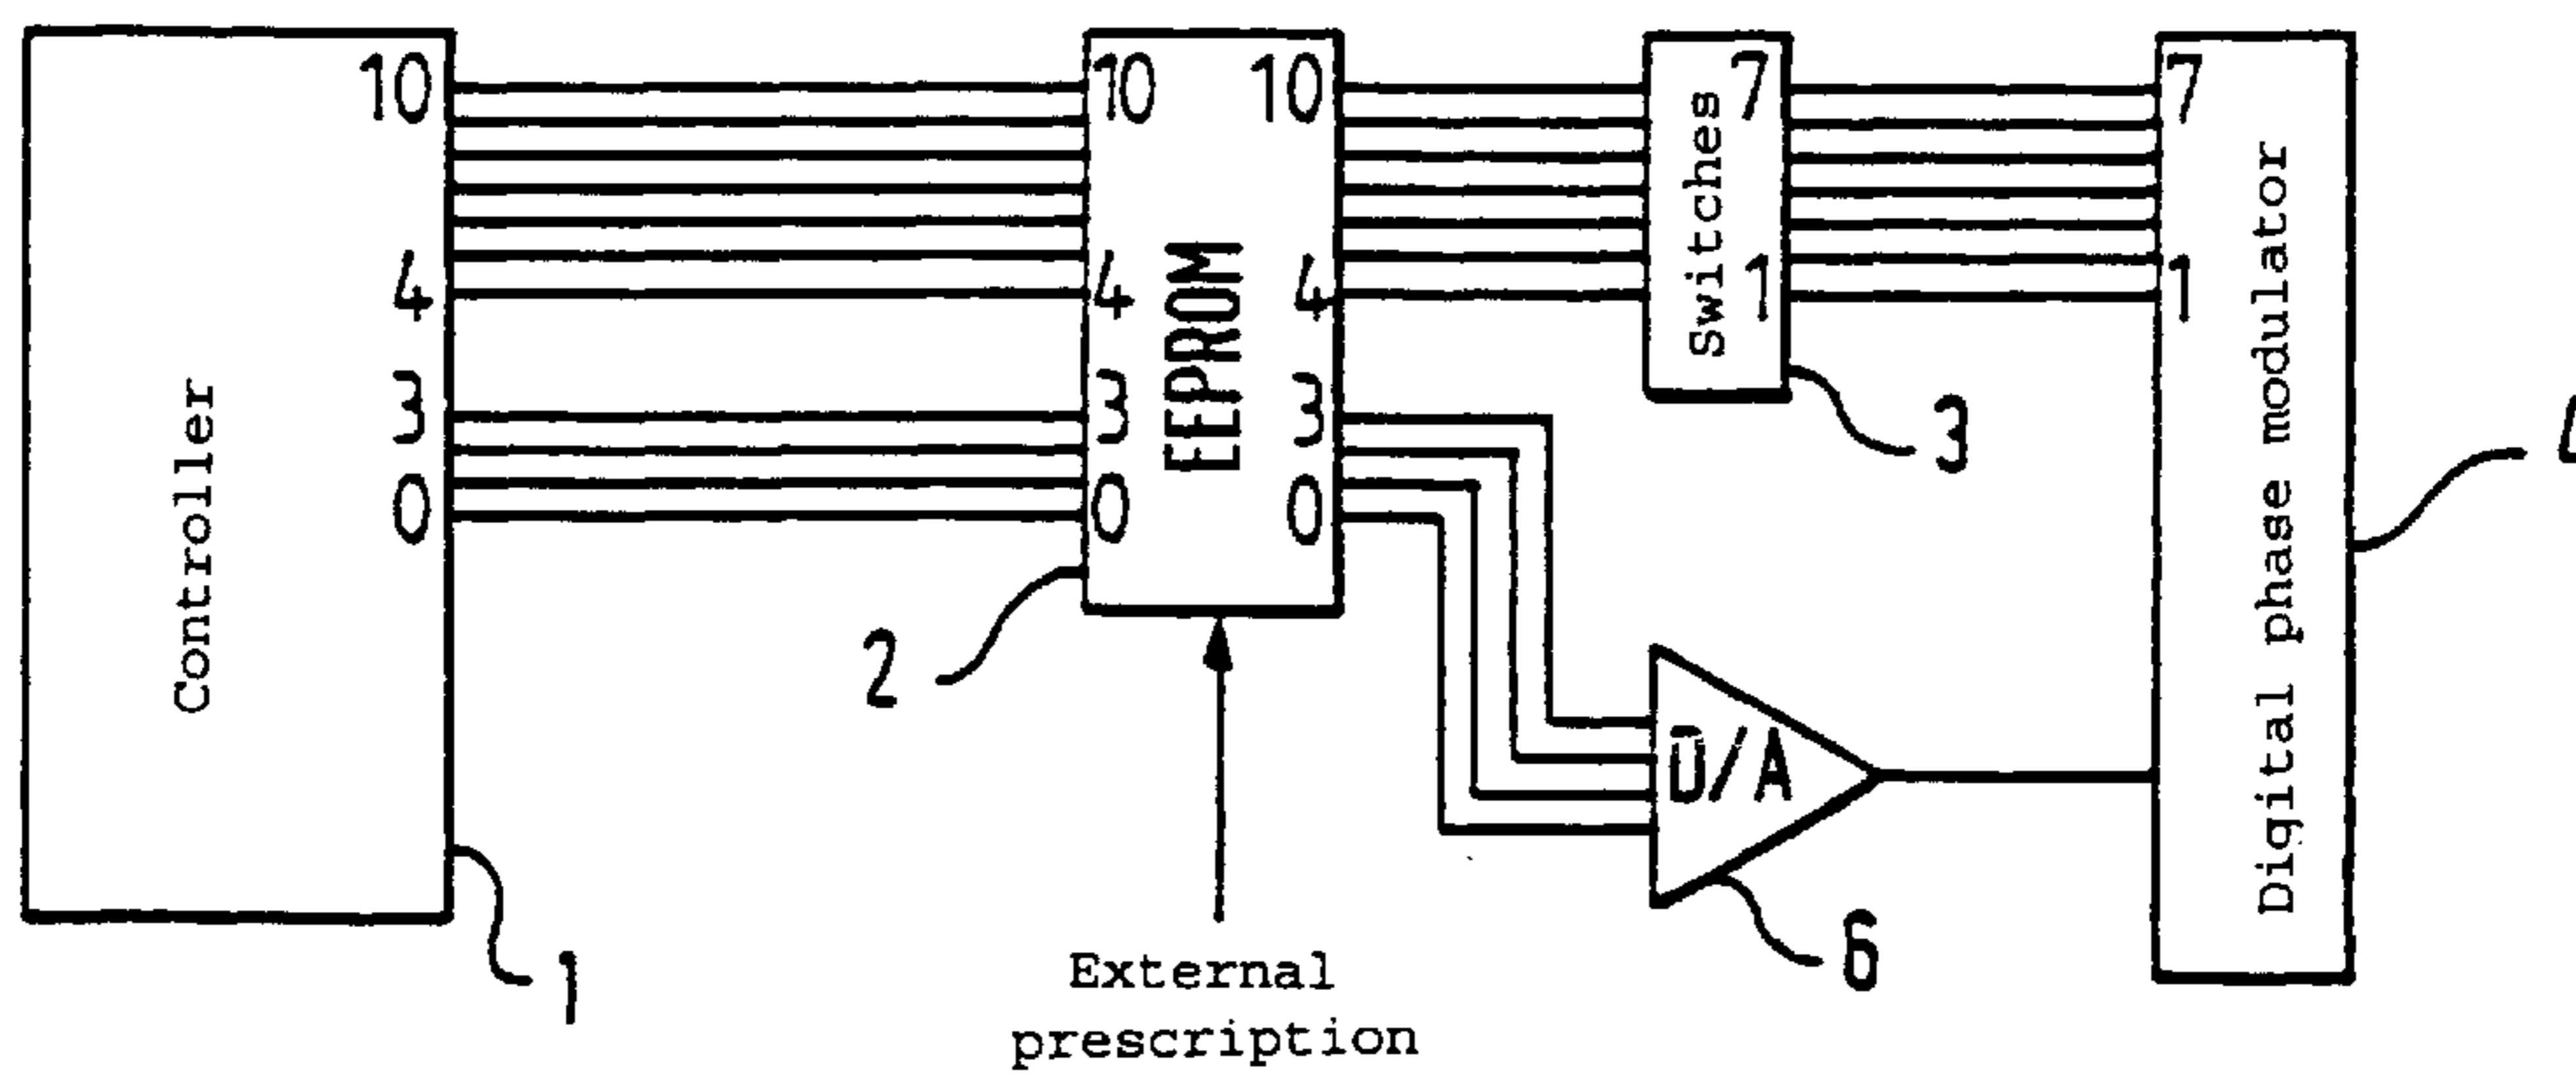 10 10 10 7 7
4 4 4 1 1
3 3 3
0 0 0
Controller
EEPROM
Switches
Digital phase modulator
D/A
1
2
3
6
External
prescription